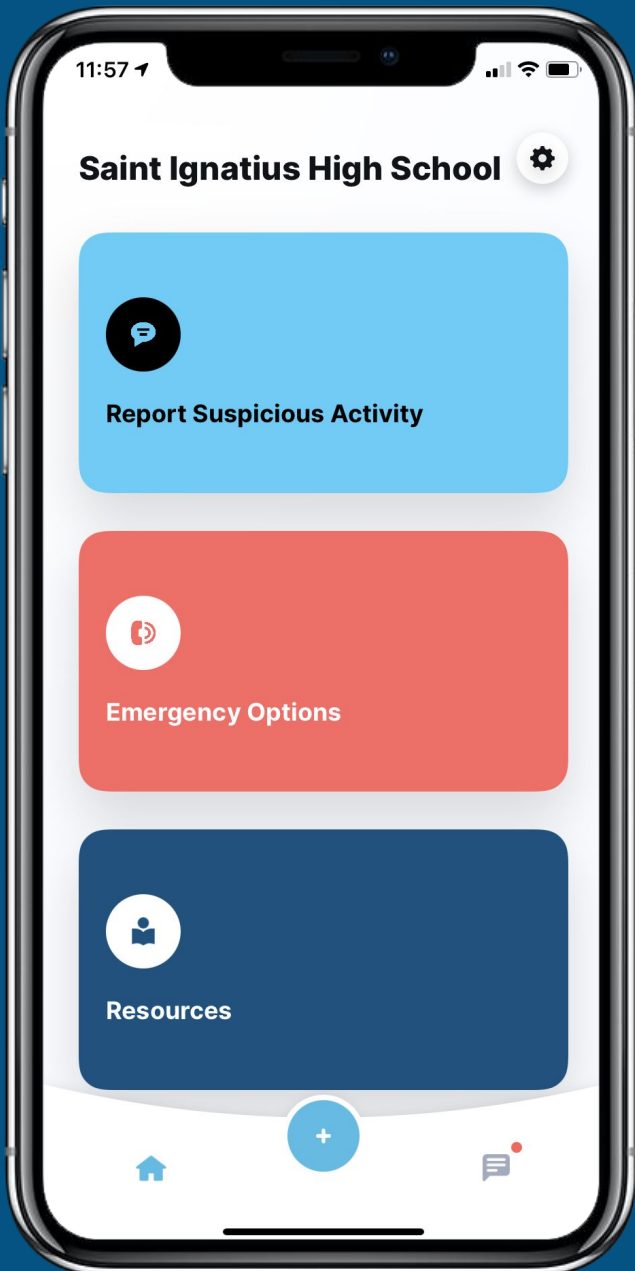 11:57
Saint Ignatius High School
Report Suspicious Activity
Emergency Options
Resources